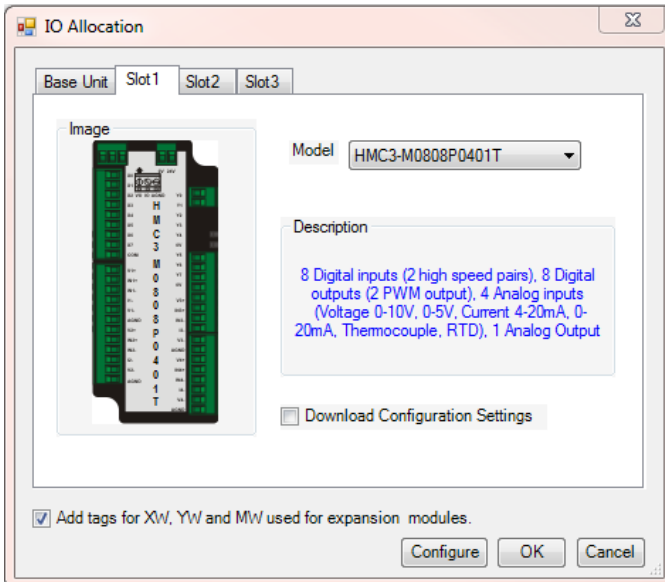 IO Allocation
Base Unit
Slot1
Slot2
Slot3
Image
HMC3M0808P0401T
Model
HMC3-M0808P0401T
Description
8 Digital inputs (2 high speed pairs), 8 Digital
outputs (2 PWM output), 4 Analog inputs
(Voltage 0-10V, 0-5V, Current 4-20mA, 0-
20mA, Thermocouple, RTD), 1 Analog Output
Download Configuration Settings
Add tags for XW, YW and MW used for expansion  modules.
Configure
OK
Cancel